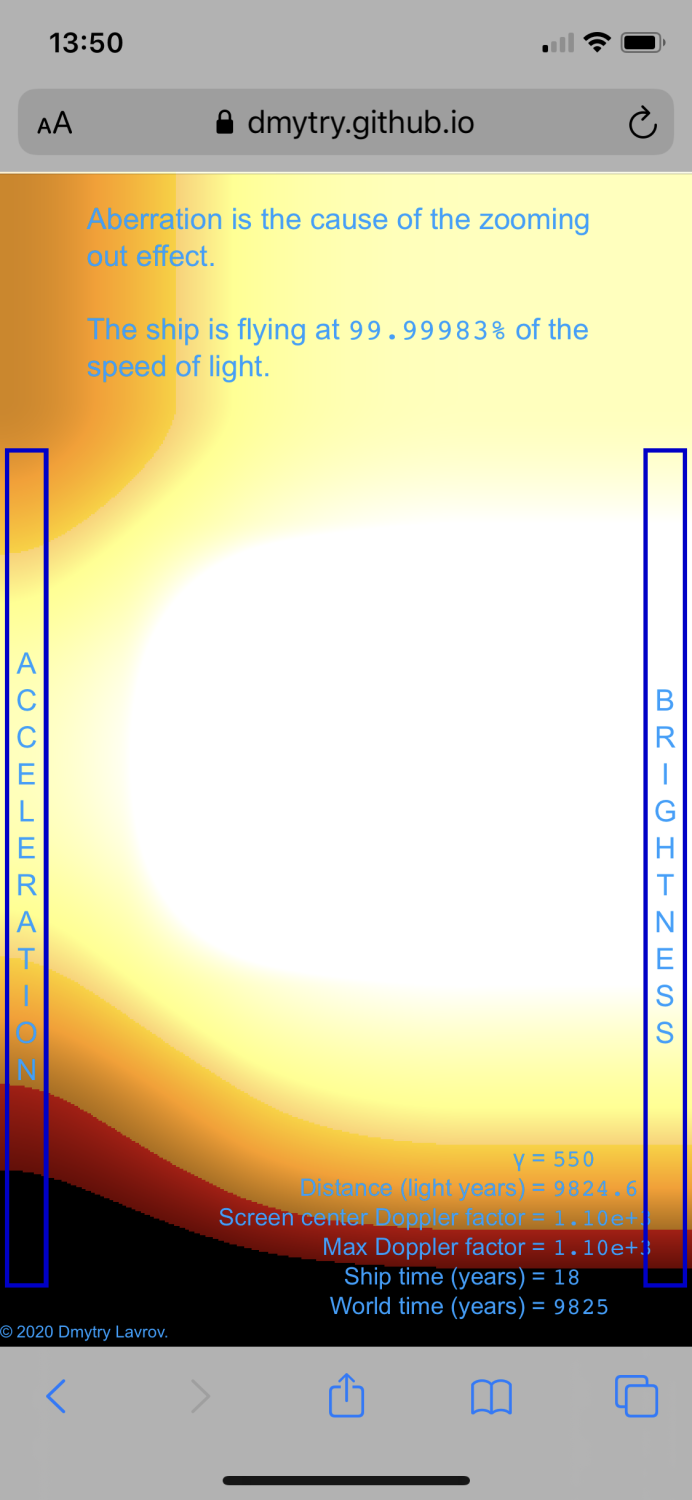 13:50
AA
dmytry.github.io
Aberration is the cause of the zooming
out effect.
The ship is flying at 99.99983% of the
speed of light.
ACCELERATION
BRIGHTNESS
γ = 550
Distance (light years) = 9824.6
Screen center Doppler factor = 1.10e+3
Max Doppler factor = 1.10e+3
Ship time (years) = 18
World time (years) = 9825
© 2020 Dmytry Lavrov.